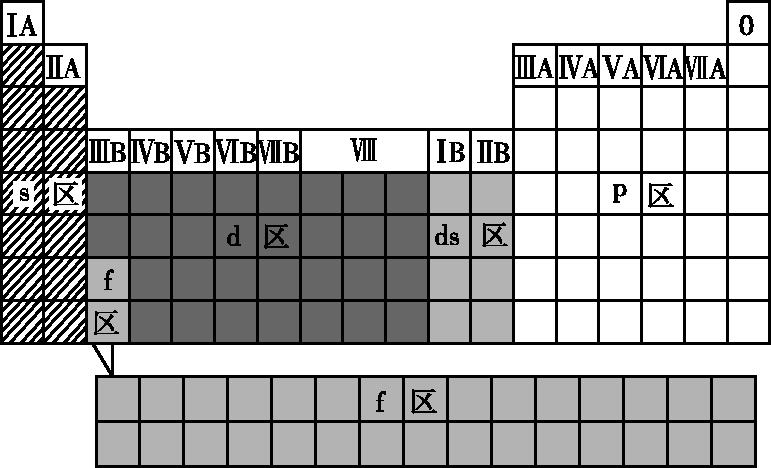 ⅠA 0
ⅡA ⅢA ⅣA ⅤA ⅥA ⅦA
ⅢB ⅣB ⅤB ⅥB ⅦB Ⅷ ⅠB ⅡB
s 区 p 区
d 区 ds 区
f
区
f 区